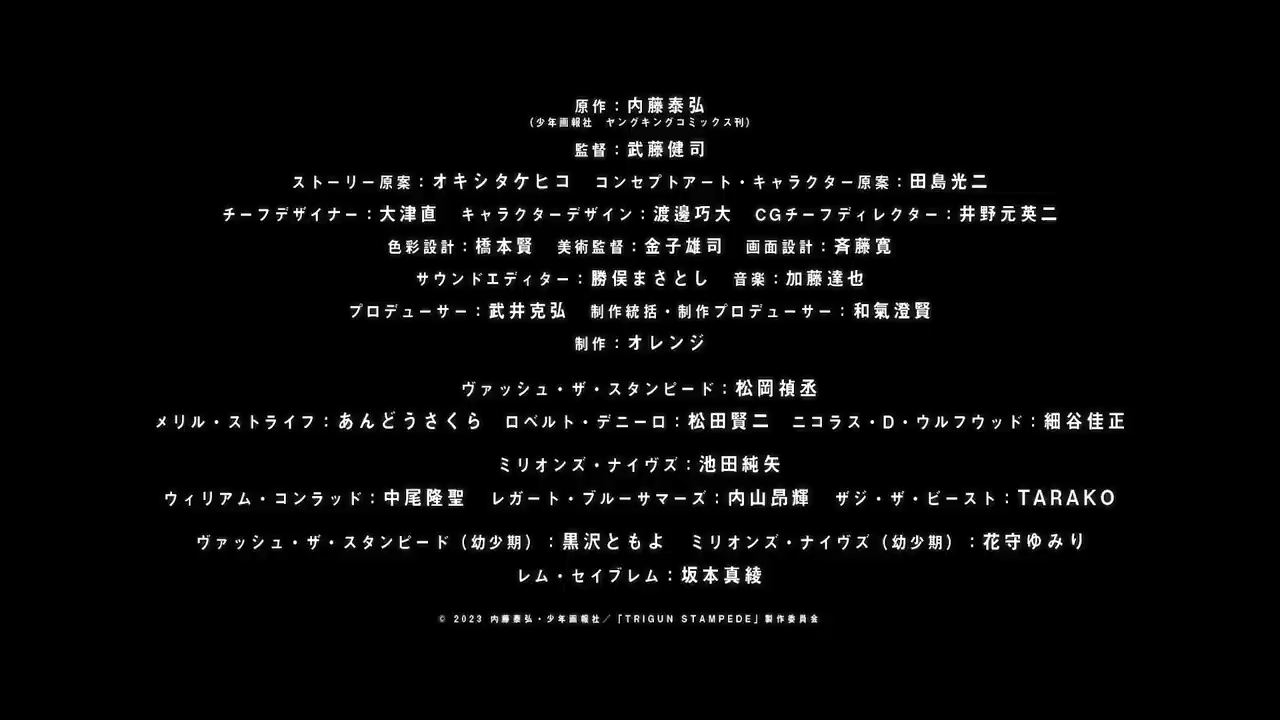 原作：内藤泰弘
（少年画報社　ヤングキングコミックス刊）
監督：武藤健司
ストーリー原案：オキシタケヒコ　コンセプトアート・キャラクター原案：田島光二
チーフデザイナー：大津直　キャラクターデザイン：渡邊巧大　CGチーフディレクター：井野元英二
色彩設計：橋本賢　美術監督：金子雄司　画面設計：斉藤寛
サウンドエディター：勝俣まさとし　音楽：加藤達也
プロデューサー：武井克弘　制作統括・制作プロデューサー：和氣澄賢
制作：オレンジ
ヴァッシュ・ザ・スタンピード：松岡禎丞
メリル・ストライフ：あんどうさくら　ロベルト・デニーロ：松田賢二　ニコラス・D・ウルフウッド：細谷佳正
ミリオンズ・ナイヴズ：池田純矢
ウィリアム・コンラッド：中尾隆聖　レガート・ブルーサマーズ：内山昂輝　ザジ・ザ・ビースト：TARAKO
ヴァッシュ・ザ・スタンピード（幼少期）：黒沢ともよ　ミリオンズ・ナイヴズ（幼少期）：花守ゆみり
レム・セイブレム：坂本真綾
© 2023 内藤泰弘・少年画報社／「TRIGUN STAMPEDE」製作委員会